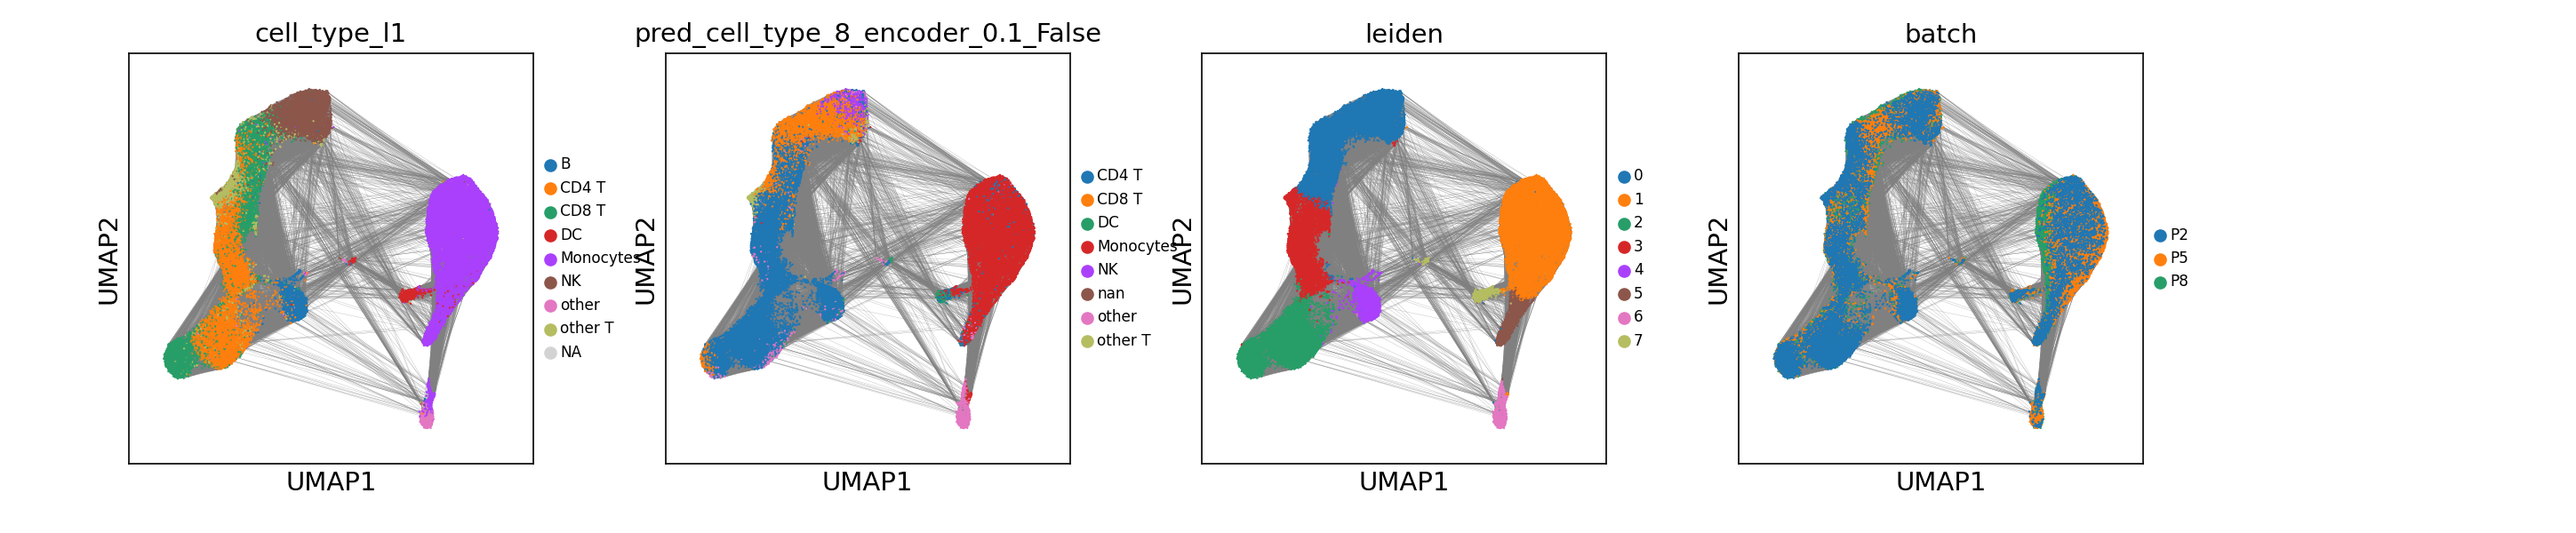 cell_type_l1
UMAP2
UMAP1
B
CD4 T
CD8 T
DC
Monocytes
NK
other
other T
NA
pred_cell_type_8_encoder_0.1_False
UMAP2
UMAP1
CD4 T
CD8 T
DC
Monocytes
NK
nan
other
other T
leiden
UMAP2
UMAP1
0
1
2
3
4
5
6
7
batch
UMAP2
UMAP1
P2
P5
P8